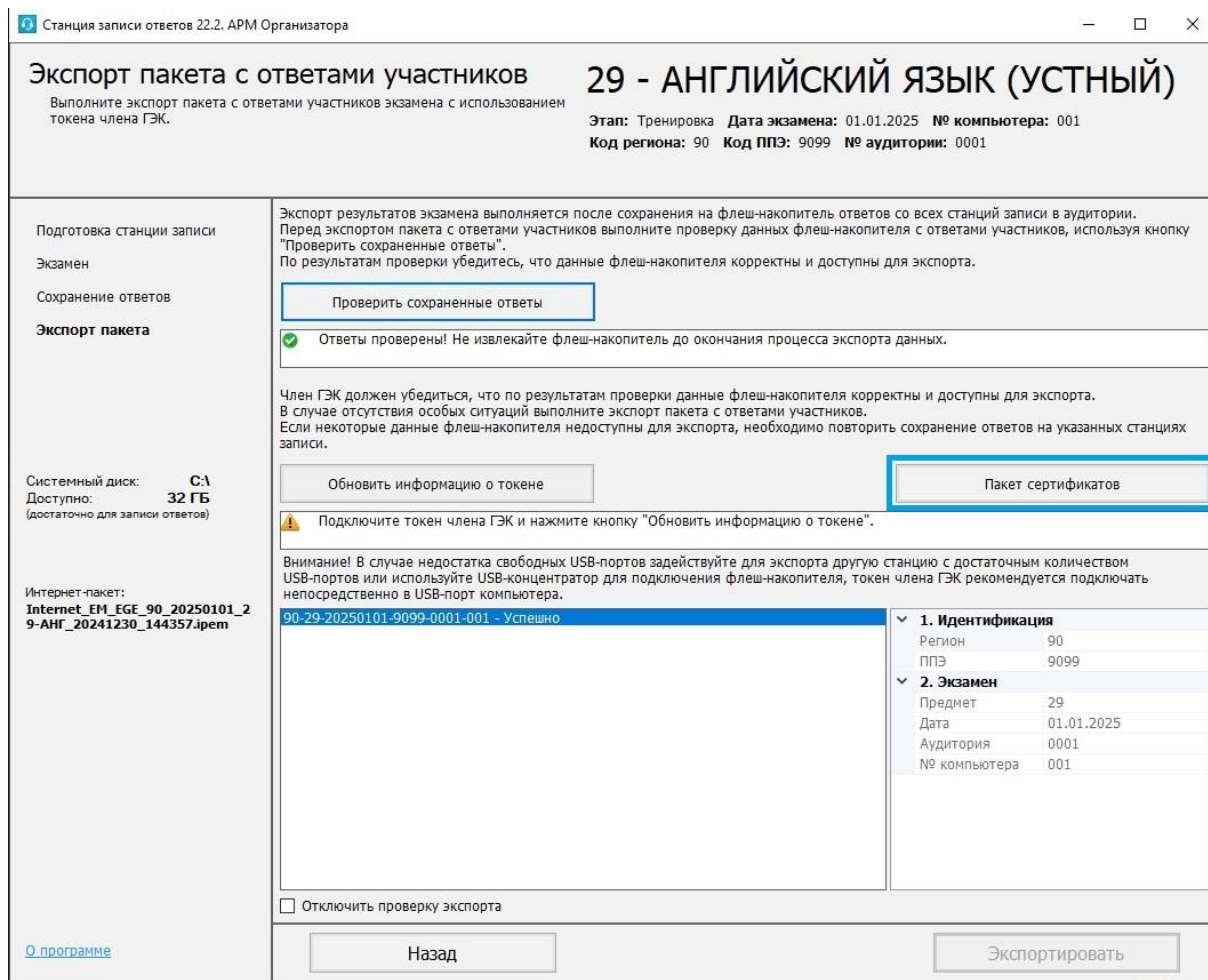 Станция записи ответов 22.2. АРМ Организатора
Экспорт пакета с ответами участников
Выполните экспорт пакета с ответами участников экзамена с использованием
токена члена ГЭК.
29 - АНГЛИЙСКИЙ ЯЗЫК (УСТНЫЙ)
Этап: Тренировка Дата экзамена: 01.01.2025 № компьютера: 001
Код региона: 90 Код ППЭ: 9099 № аудитории: 0001
Подготовка станции записи
Экзамен
Сохранение ответов
Экспорт пакета
Системный диск: C:\
Доступно: 32 ГБ
(достаточно для записи ответов)
Интернет-пакет:
Internet_EM_EGE_90_20250101_2
9-АНГ_20241230_144357.ipem
О программе
Экспорт результатов экзамена выполняется после сохранения на флеш-накопитель ответов со всех станций записи в аудитории.
Перед экспортом пакета с ответами участников выполните проверку данных флеш-накопителя с ответами участников, используя кнопку
"Проверить сохраненные ответы".
По результатам проверки убедитесь, что данные флеш-накопителя корректны и доступны для экспорта.
Проверить сохраненные ответы
Ответы проверены! Не извлекайте флеш-накопитель до окончания процесса экспорта данных.
Член ГЭК должен убедиться, что по результатам проверки данные флеш-накопителя корректны и доступны для экспорта.
В случае отсутствия особых ситуаций выполните экспорт пакета с ответами участников.
Если некоторые данные флеш-накопителя недоступны для экспорта, необходимо повторить сохранение ответов на указанных станциях
записи.
Обновить информацию о токене
Пакет сертификатов
Подключите токен члена ГЭК и нажмите кнопку "Обновить информацию о токене".
Внимание! В случае недостатка свободных USB-портов задействуйте для экспорта другую станцию с достаточным количеством
USB-портов или используйте USB-концентратор для подключения флеш-накопителя, токен члена ГЭК рекомендуется подключать
непосредственно в USB-порт компьютера.
90-29-20250101-9099-0001-001 - Успешно
1. Идентификация
Регион 90
ППЭ 9099
2. Экзамен
Предмет 29
Дата 01.01.2025
Аудитория 0001
№ компьютера 001
Отключить проверку экспорта
Назад
Экспортировать